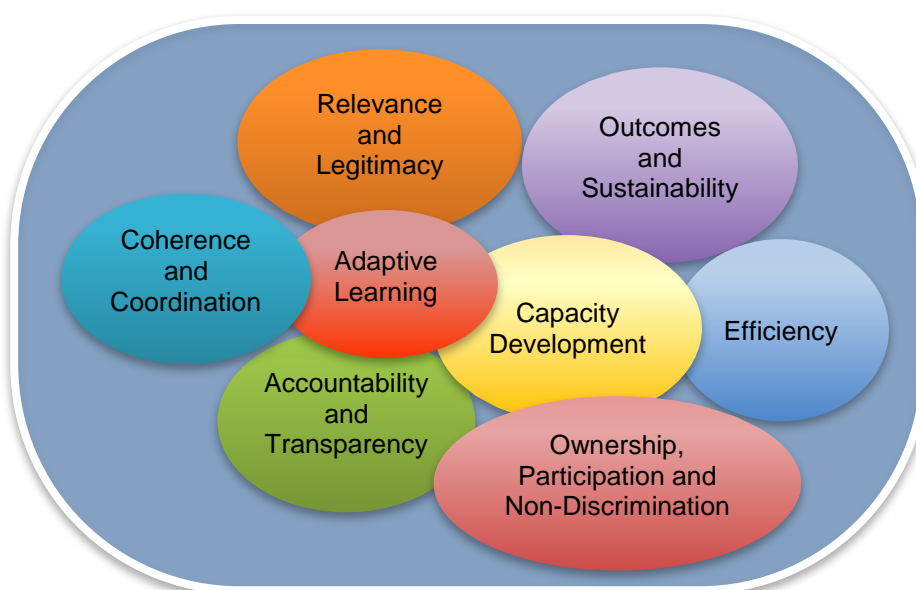 Relevance
and
Legitimacy
Outcomes
and
Sustainability
Coherence
and
Coordination
Adaptive
Learning
Capacity
Development
Efficiency
Accountability
and
Transparency
Ownership,
Participation and
Non-Discrimination